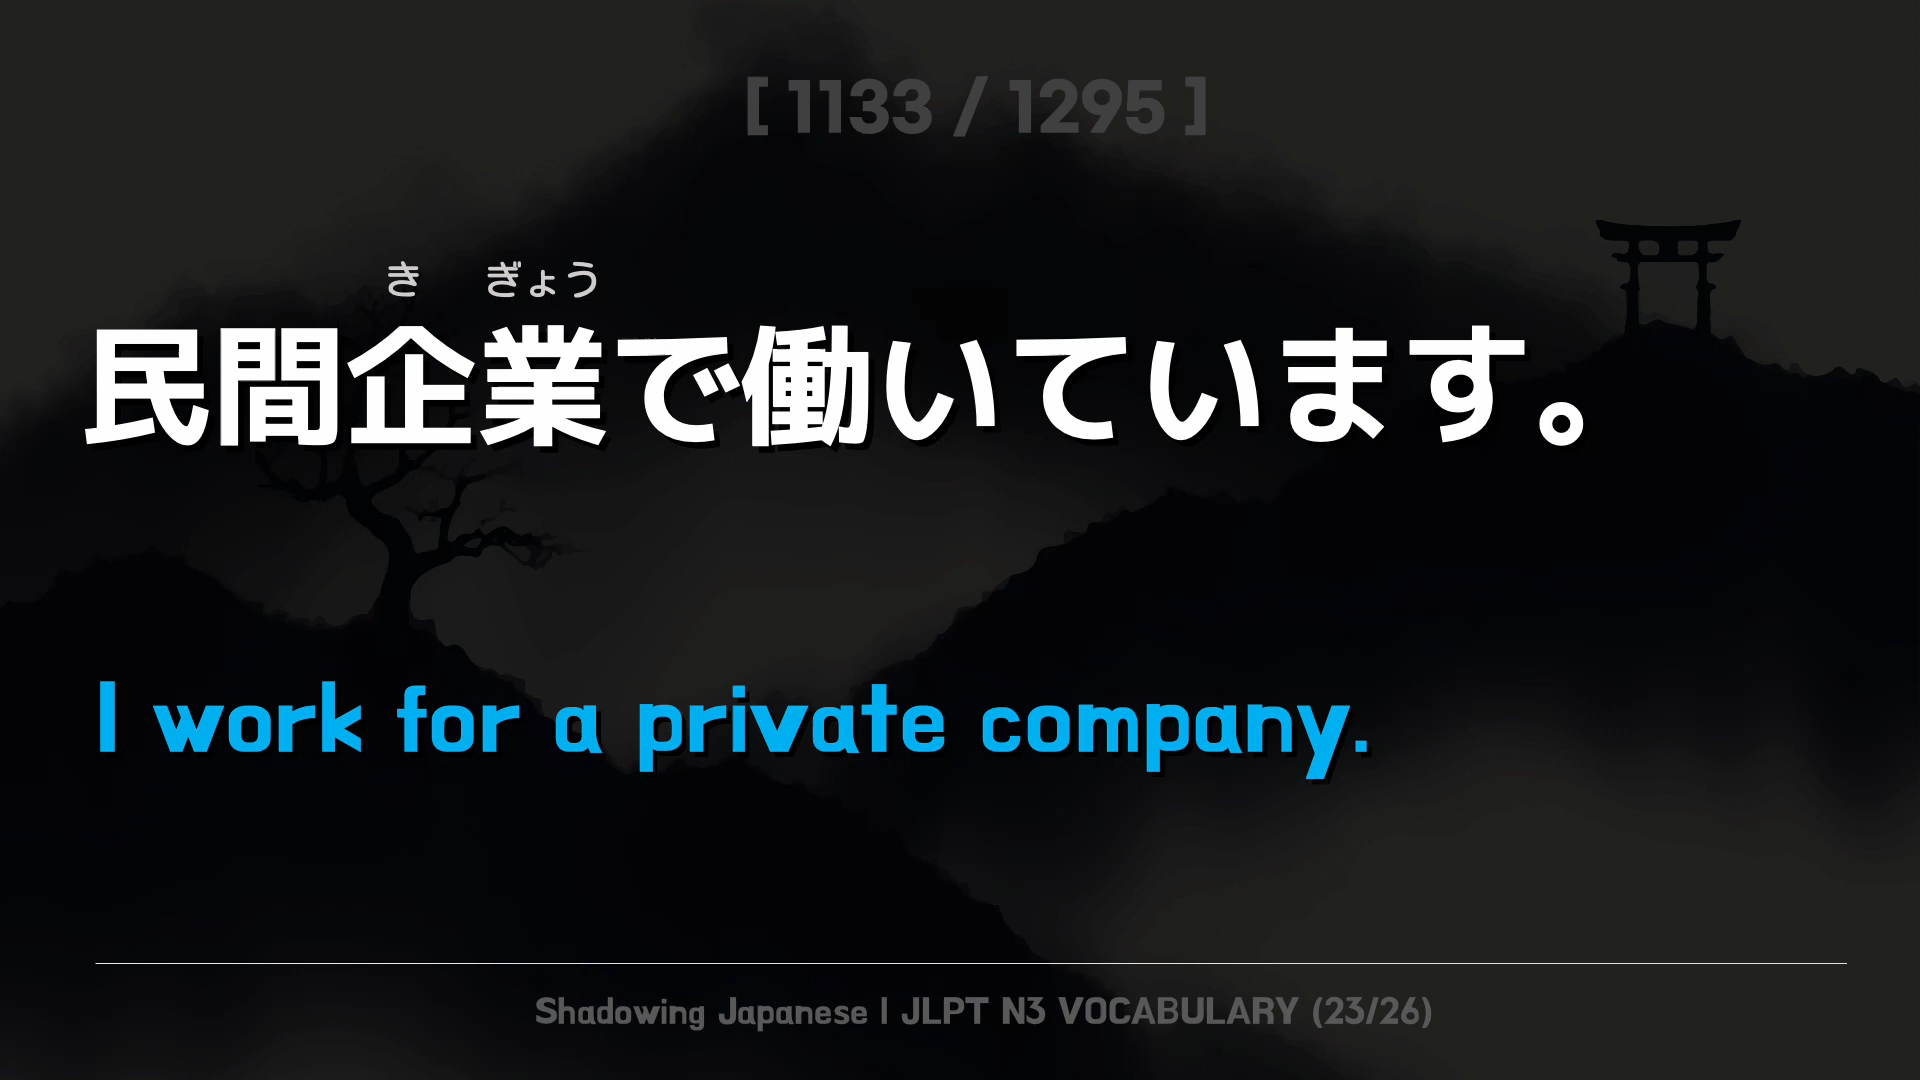 [ 1133 / 1295 ]
き ぎょう
民間企業で働いています。
I work for a private company.
Shadowing Japanese | JLPT N3 VOCABULARY (23/26)